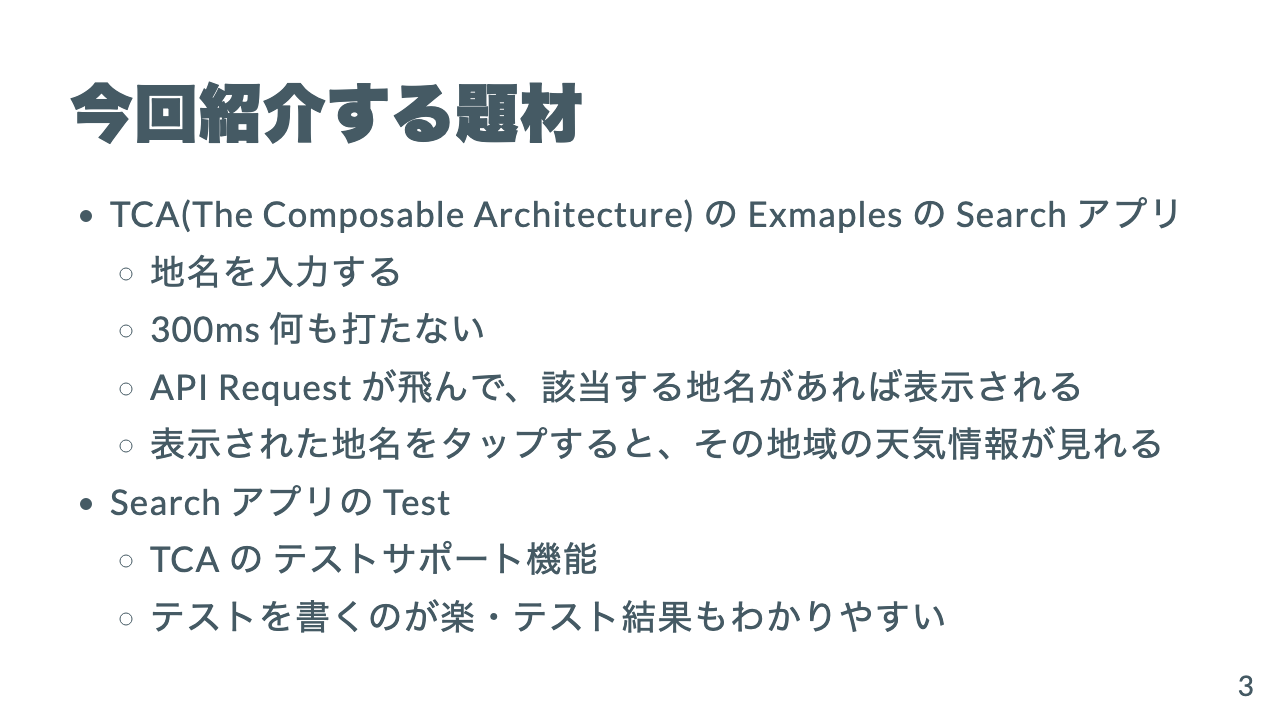 今回紹介する題材
• TCA(The Composable Architecture) の Exmaples の Search アプリ
○ 地名を入力する
○ 300ms 何も打たない
○ API Request が飛んで、該当する地名があれば表示される
○ 表示された地名をタップすると、その地域の天気情報が見れる
• Search アプリの Test
○ TCA の テストサポート機能
○ テストを書くのが楽・テスト結果もわかりやすい
3